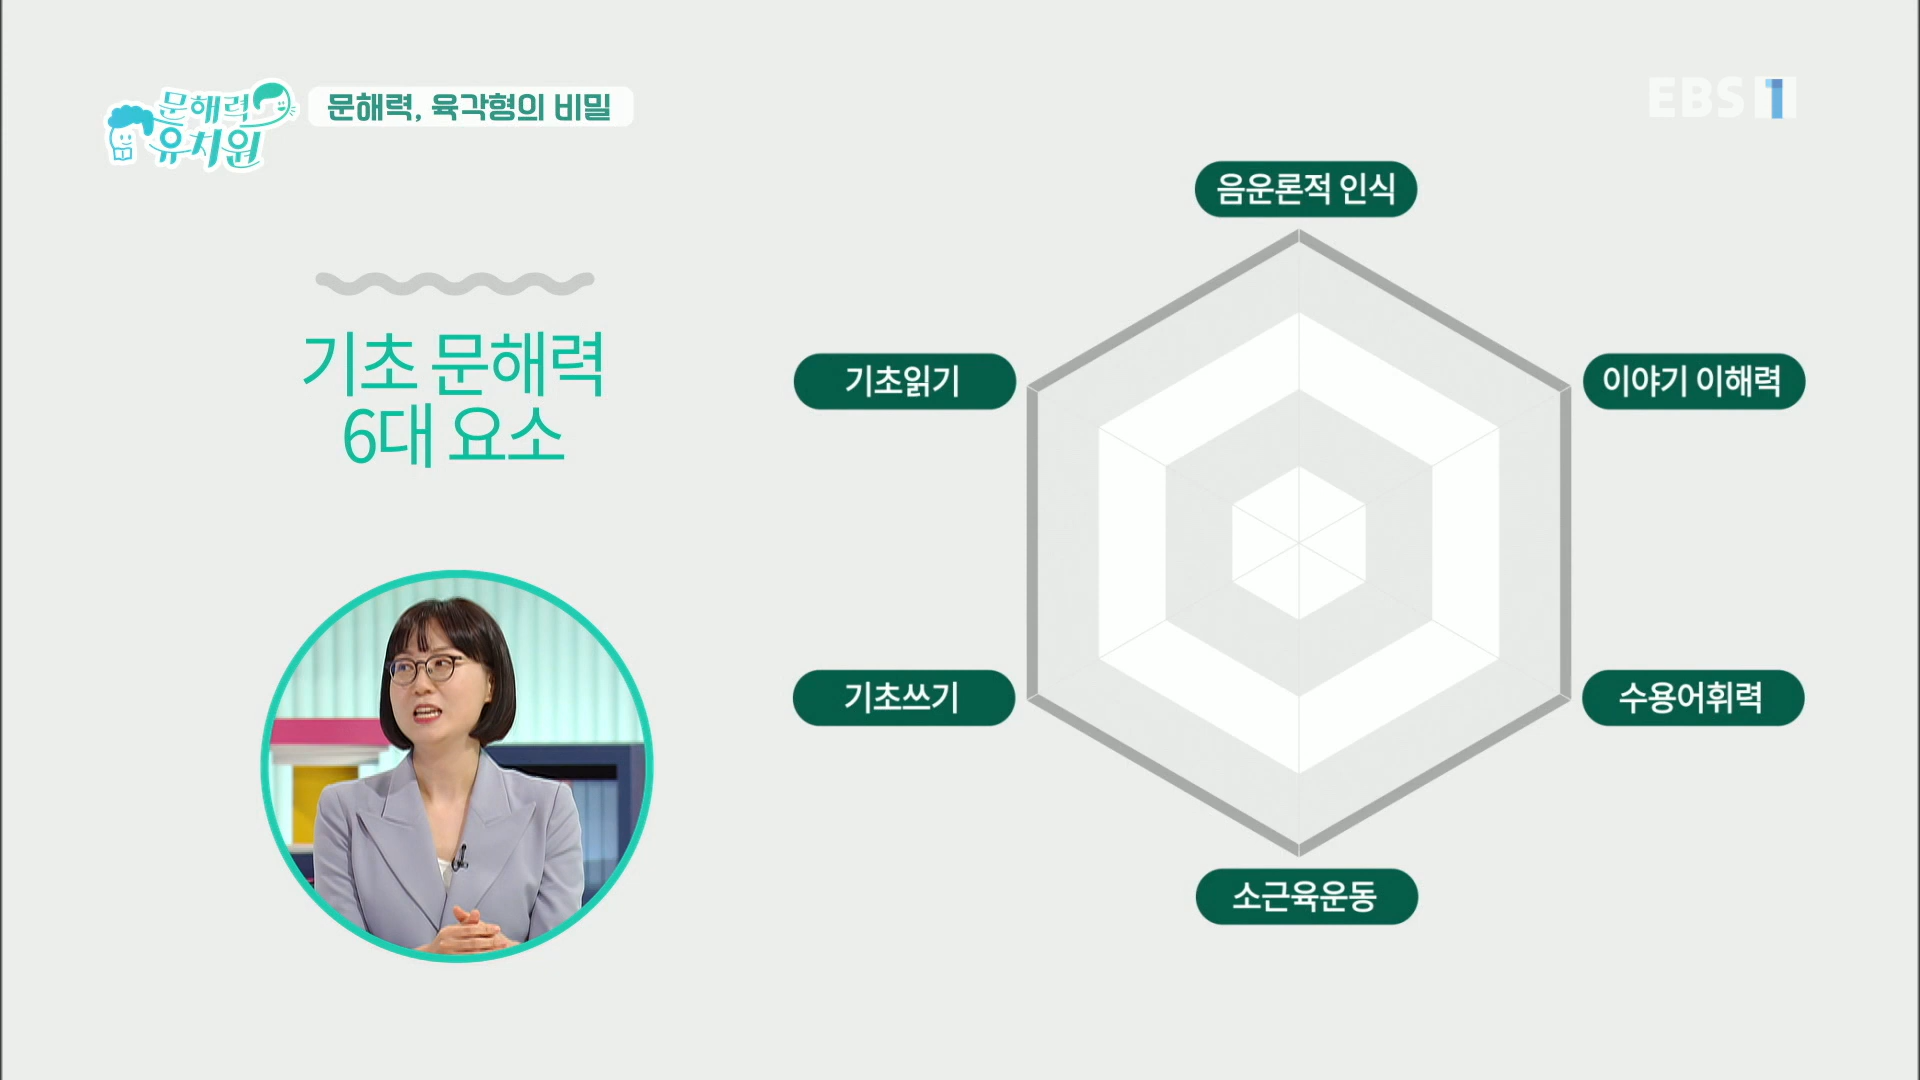 문해력
유치원
문해력, 육각형의 비밀
EBS 1
기초 문해력
6대 요소
음운론적 인식
기초읽기
이야기 이해력
기초쓰기
수용어휘력
소근육운동